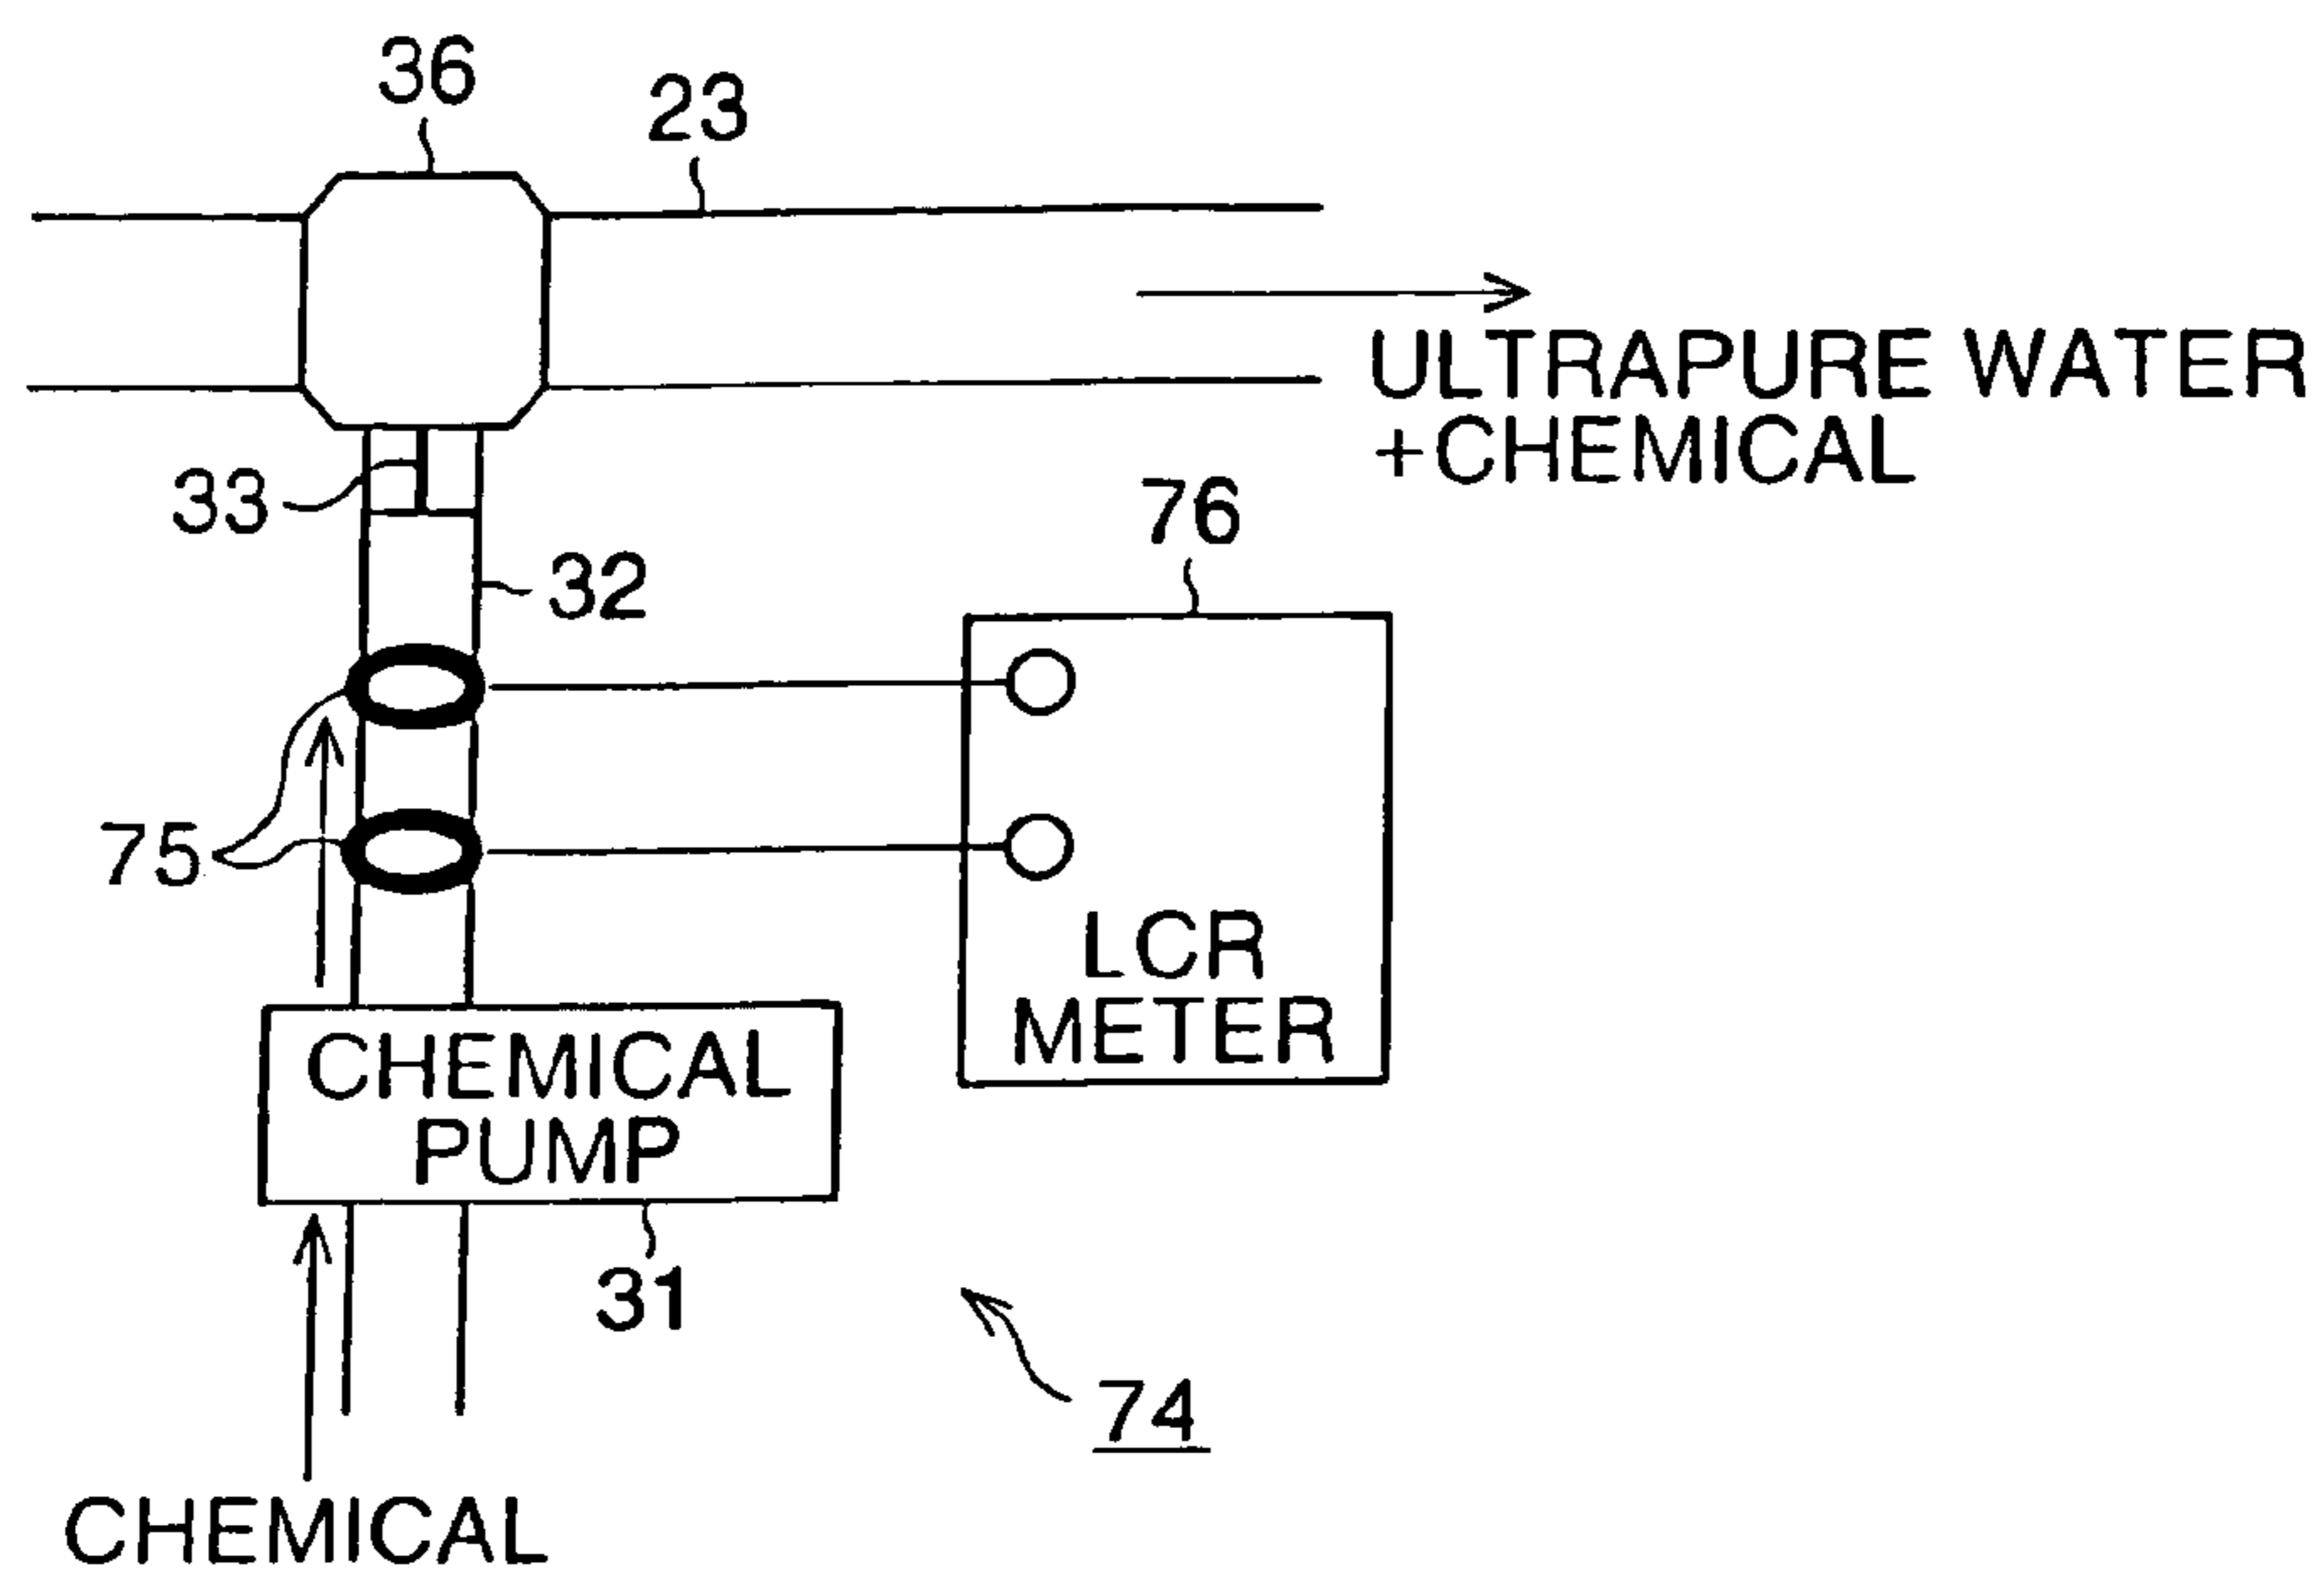 36
23
ULTRAPURE WATER
+CHEMICAL
33
76
32
75
LCR
METER
CHEMICAL
PUMP
31
74
CHEMICAL